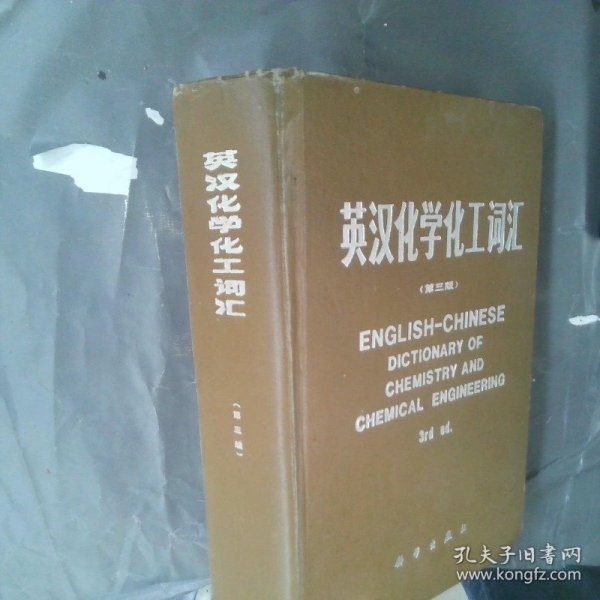 英汉化学化工词汇
(第三版)
英汉化学化工词汇
(第三版)
ENGLISH-CHINESE
DICTIONARY OF
CHEMISTRY AND
CHEMICAL ENGINEERING
3rd ed.
科学出版社
孔夫子旧书网
www.kongfz.com